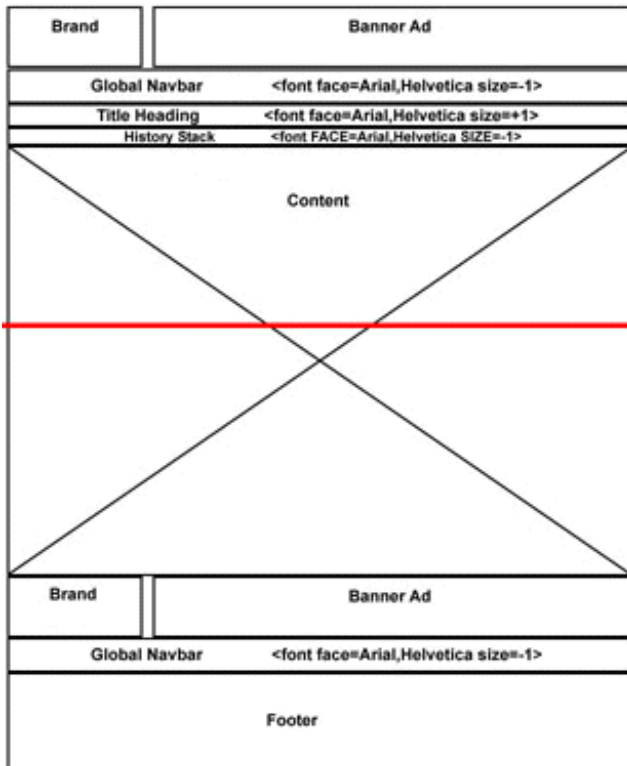 Brand Banner Ad
Global Navbar <font face=Arial,Helvetica size=-1>
Title Heading <font face=Arial,Helvetica size=+1>
History Stack <font FACE=Arial,Helvetica SIZE=-1>
Content
Brand Banner Ad
Global Navbar <font face=Arial,Helvetica size=-1>
Footer